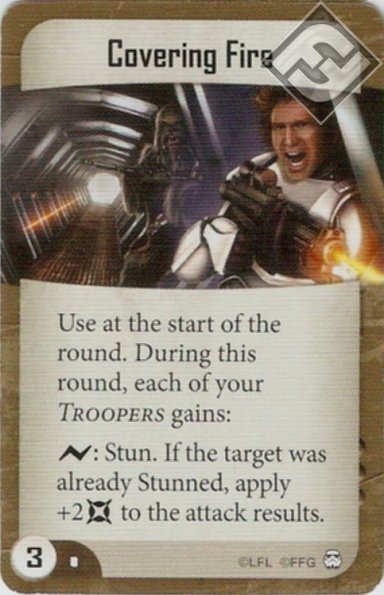 Covering Fire
Use at the start of the
round. During this
round, each of your
TROOPERS gains:
: Stun. If the target was
already Stunned, apply
+2 to the attack results.
3
©LFL ©FFG